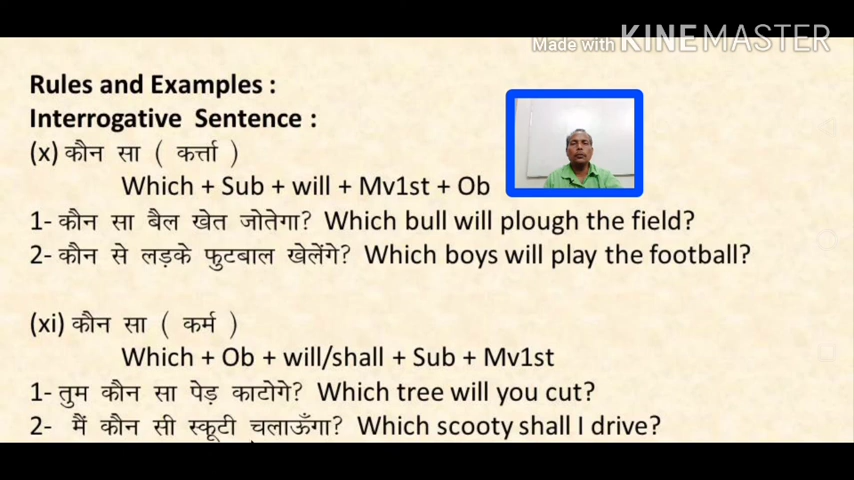 Made with KINEMASTER
Rules and Examples :
Interrogative Sentence :
(x) कौन सा ( कर्त्ता )
Which + Sub + will + Mv1st + Ob
1- कौन सा बैल खेत जोतेगा? Which bull will plough the field?
2- कौन से लड़के फुटबाल खेलेंगे? Which boys will play the football?
(xi) कौन सा ( कर्म )
Which + Ob + will/shall + Sub + Mv1st
1- तुम कौन सा पेड़ काटोगे? Which tree will you cut?
2- मैं कौन सी स्कूटी चलाऊँगा? Which scooty shall I drive?